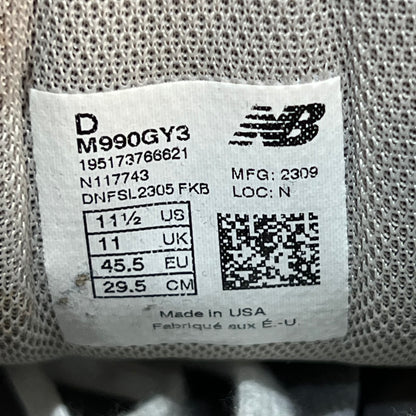 D
M990GY3
195173766621
N117743
DNFSL2305 FKB
NB
MFG: 2309
LOC: N
11½ US
11 UK
45.5 EU
29.5 CM
Made in USA
Fabriqué aux É.-U.